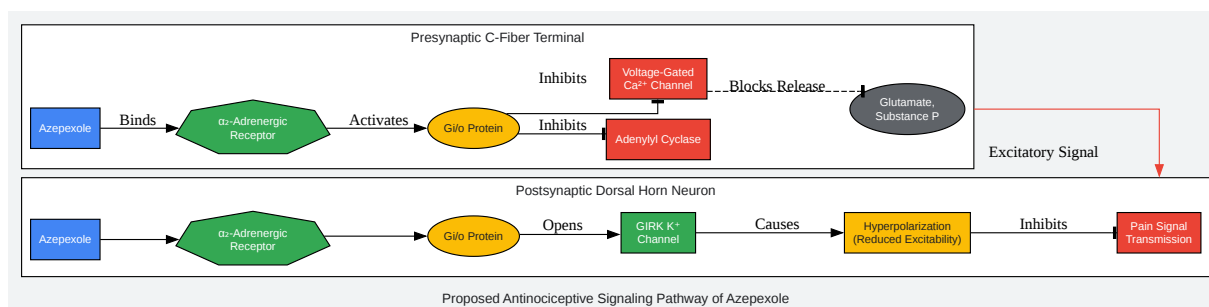 Presynaptic C-Fiber Terminal
Azepexole
Binds
α₂-Adrenergic
Receptor
Activates
Gi/o Protein
Inhibits
Voltage-Gated
Ca²⁺ Channel
Inhibits
Adenylyl Cyclase
Blocks Release
Glutamate,
Substance P
Excitatory Signal
Postsynaptic Dorsal Horn Neuron
Azepexole
α₂-Adrenergic
Receptor
Gi/o Protein
Opens
GIRK K⁺
Channel
Causes
Hyperpolarization
(Reduced Excitability)
Inhibits
Pain Signal
Transmission
Proposed Antinociceptive Signaling Pathway of Azepexole